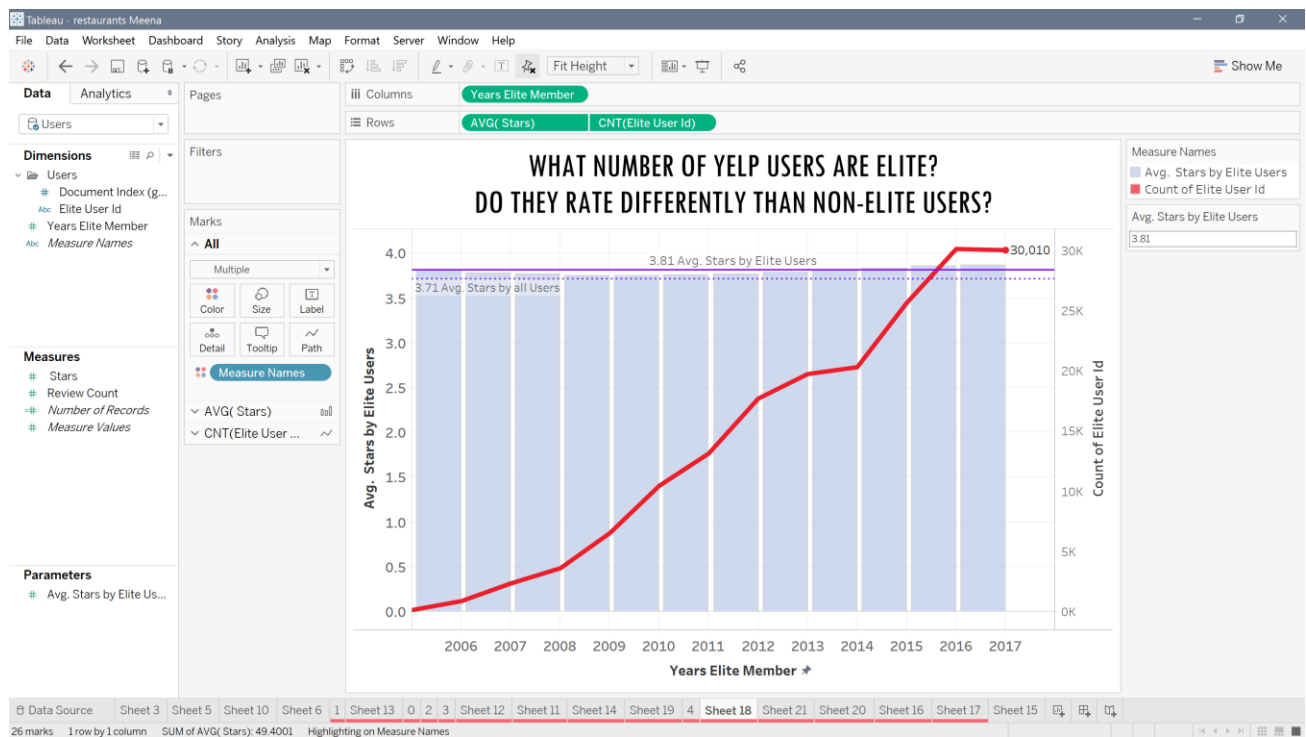 Tableau - restaurants Meena
File Data Worksheet Dashboard Story Analysis Map Format Server Window Help
Fit Height
Show Me
Data Analytics
Users
Dimensions
Users
Document Index (g...
Abc Elite User Id
Years Elite Member
Abc Measure Names
Measures
Stars
Review Count
Number of Records
Measure Values
Parameters
Avg. Stars by Elite Us...
Pages
Filters
Marks
All
Multiple
Color Size Label
Detail Tooltip Path
Measure Names
AVG( Stars)
CNT(Elite User ...
Columns Years Elite Member
Rows AVG( Stars) CNT(Elite User Id)
WHAT NUMBER OF YELP USERS ARE ELITE?
DO THEY RATE DIFFERENTLY THAN NON-ELITE USERS?
Avg. Stars by Elite Users
4.0
3.5
3.0
2.5
2.0
1.5
1.0
0.5
0.0
3.81 Avg. Stars by Elite Users
3.71 Avg. Stars by all Users
30,010
30K
25K
20K
15K
10K
5K
0K
Count of Elite User Id
2006 2007 2008 2009 2010 2011 2012 2013 2014 2015 2016 2017
Years Elite Member
Measure Names
Avg. Stars by Elite Users
Count of Elite User Id
Avg. Stars by Elite Users
3.81
Data Source Sheet 3 Sheet 5 Sheet 10 Sheet 6 1 Sheet 13 0 2 3 Sheet 12 Sheet 11 Sheet 14 Sheet 19 4 Sheet 18 Sheet 21 Sheet 20 Sheet 16 Sheet 17 Sheet 15
26 marks 1 row by 1 column SUM of AVG( Stars): 49.4001 Highlighting on Measure Names